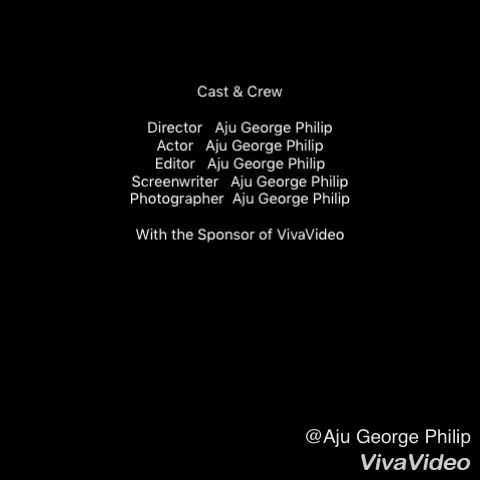 Cast & Crew
Director Aju George Philip
Actor Aju George Philip
Editor Aju George Philip
Screenwriter Aju George Philip
Photographer Aju George Philip
With the Sponsor of VivaVideo
@Aju George Philip
VivaVideo